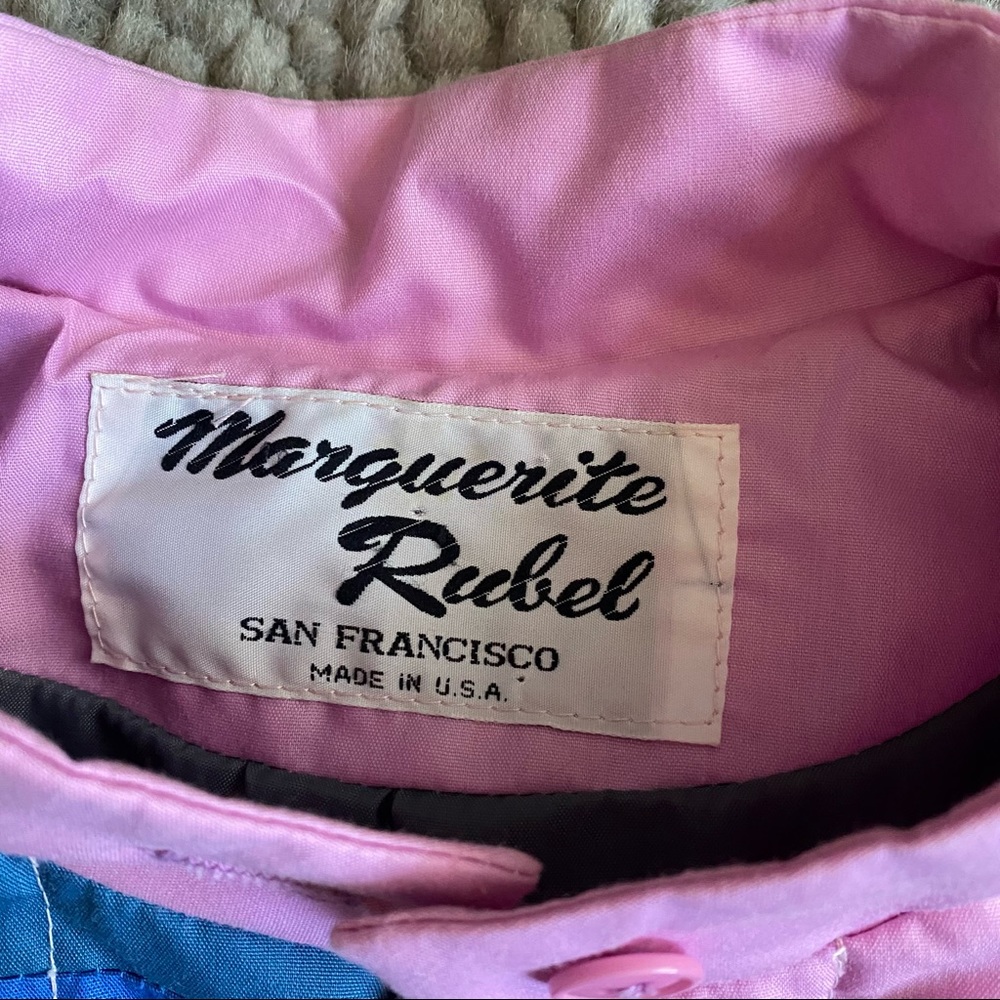 Marguerite
Rubel
SAN FRANCISCO
MADE IN U.S.A.